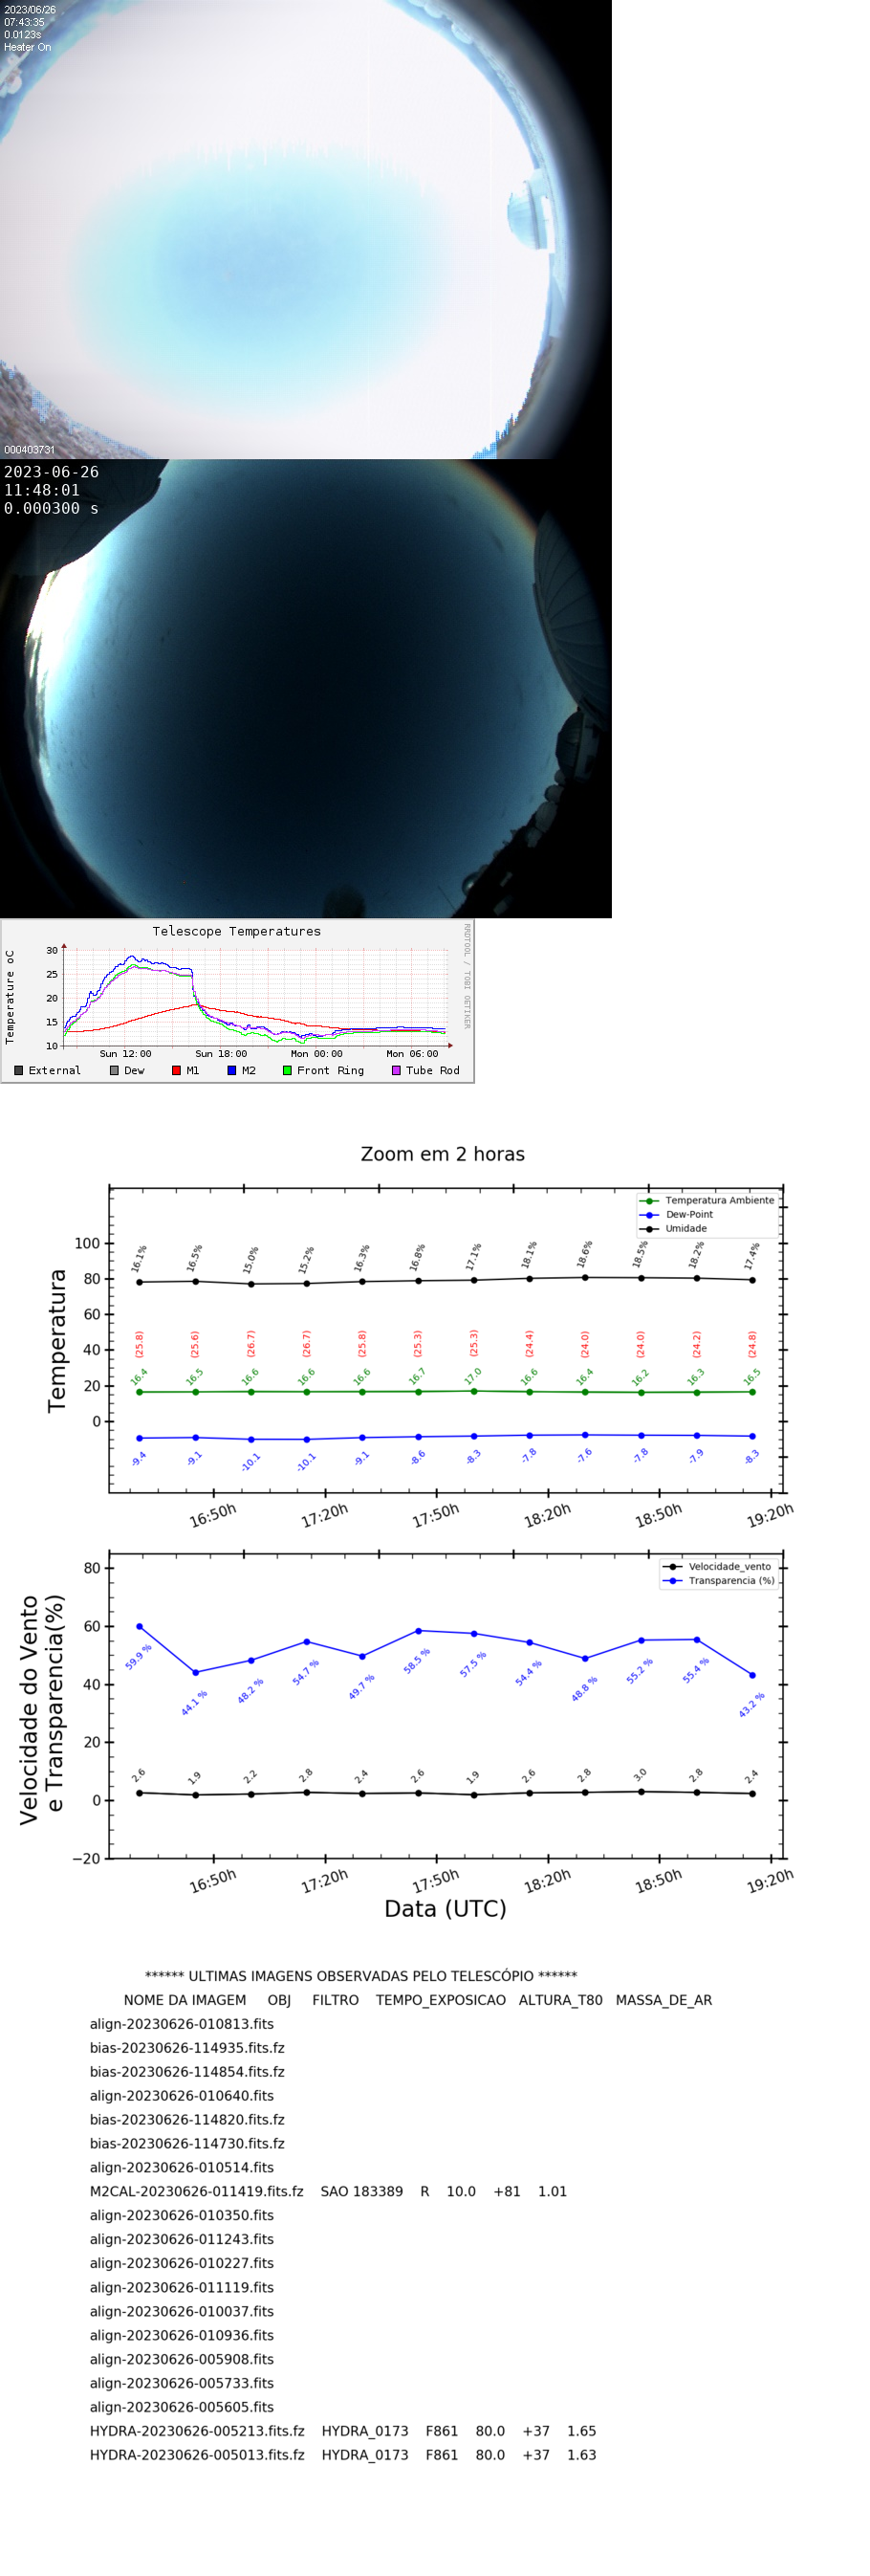 2023/06/26
07:43:35
0.0123s
Heater On
000403731
2023-06-26
11:48:01
0.000300 s
Telescope Temperatures
RRDTOOL / TOBI OETIKER
Temperature oC
30
25
20
15
10
Sun 12:00 Sun 18:00 Mon 00:00 Mon 06:00
External Dew M1 M2 Front Ring Tube Rod
Zoom em 2 horas
Temperatura Ambiente
Dew-Point
Umidade
Temperatura
100
80
60
40
20
0
16.1% 16.5% 15.0% 15.2% 16.3% 16.8% 17.1% 18.1% 18.6% 18.5% 18.2% 17.4%
(25.8) (25.6) (26.7) (26.7) (25.8) (25.3) (25.3) (24.4) (24.0) (24.0) (24.2) (24.8)
16.4 16.5 16.6 16.6 16.6 16.7 17.0 16.6 16.4 16.2 16.3 16.5
-9.4 -9.1 -10.1 -10.1 -9.1 -8.6 -8.3 -7.8 -7.6 -7.8 -7.9 -8.3
16:50h 17:20h 17:50h 18:20h 18:50h 19:20h
Velocidade_vento
Transparencia (%)
Velocidade do Vento
e Transparencia(%)
80
60
40
20
0
−20
59.9 % 44.1 % 48.2 % 54.7 % 49.7 % 58.5 % 57.5 % 54.4 % 48.8 % 55.2 % 55.4 % 43.2 %
2.6 1.9 2.2 2.8 2.4 2.6 1.9 2.6 2.8 3.0 2.8 2.4
16:50h 17:20h 17:50h 18:20h 18:50h 19:20h
Data (UTC)
****** ULTIMAS IMAGENS OBSERVADAS PELO TELESCÓPIO ******
NOME DA IMAGEM OBJ FILTRO TEMPO_EXPOSICAO ALTURA_T80 MASSA_DE_AR
align-20230626-010813.fits
bias-20230626-114935.fits.fz
bias-20230626-114854.fits.fz
align-20230626-010640.fits
bias-20230626-114820.fits.fz
bias-20230626-114730.fits.fz
align-20230626-010514.fits
M2CAL-20230626-011419.fits.fz SAO 183389 R 10.0 +81 1.01
align-20230626-010350.fits
align-20230626-011243.fits
align-20230626-010227.fits
align-20230626-011119.fits
align-20230626-010037.fits
align-20230626-010936.fits
align-20230626-005908.fits
align-20230626-005733.fits
align-20230626-005605.fits
HYDRA-20230626-005213.fits.fz HYDRA_0173 F861 80.0 +37 1.65
HYDRA-20230626-005013.fits.fz HYDRA_0173 F861 80.0 +37 1.63